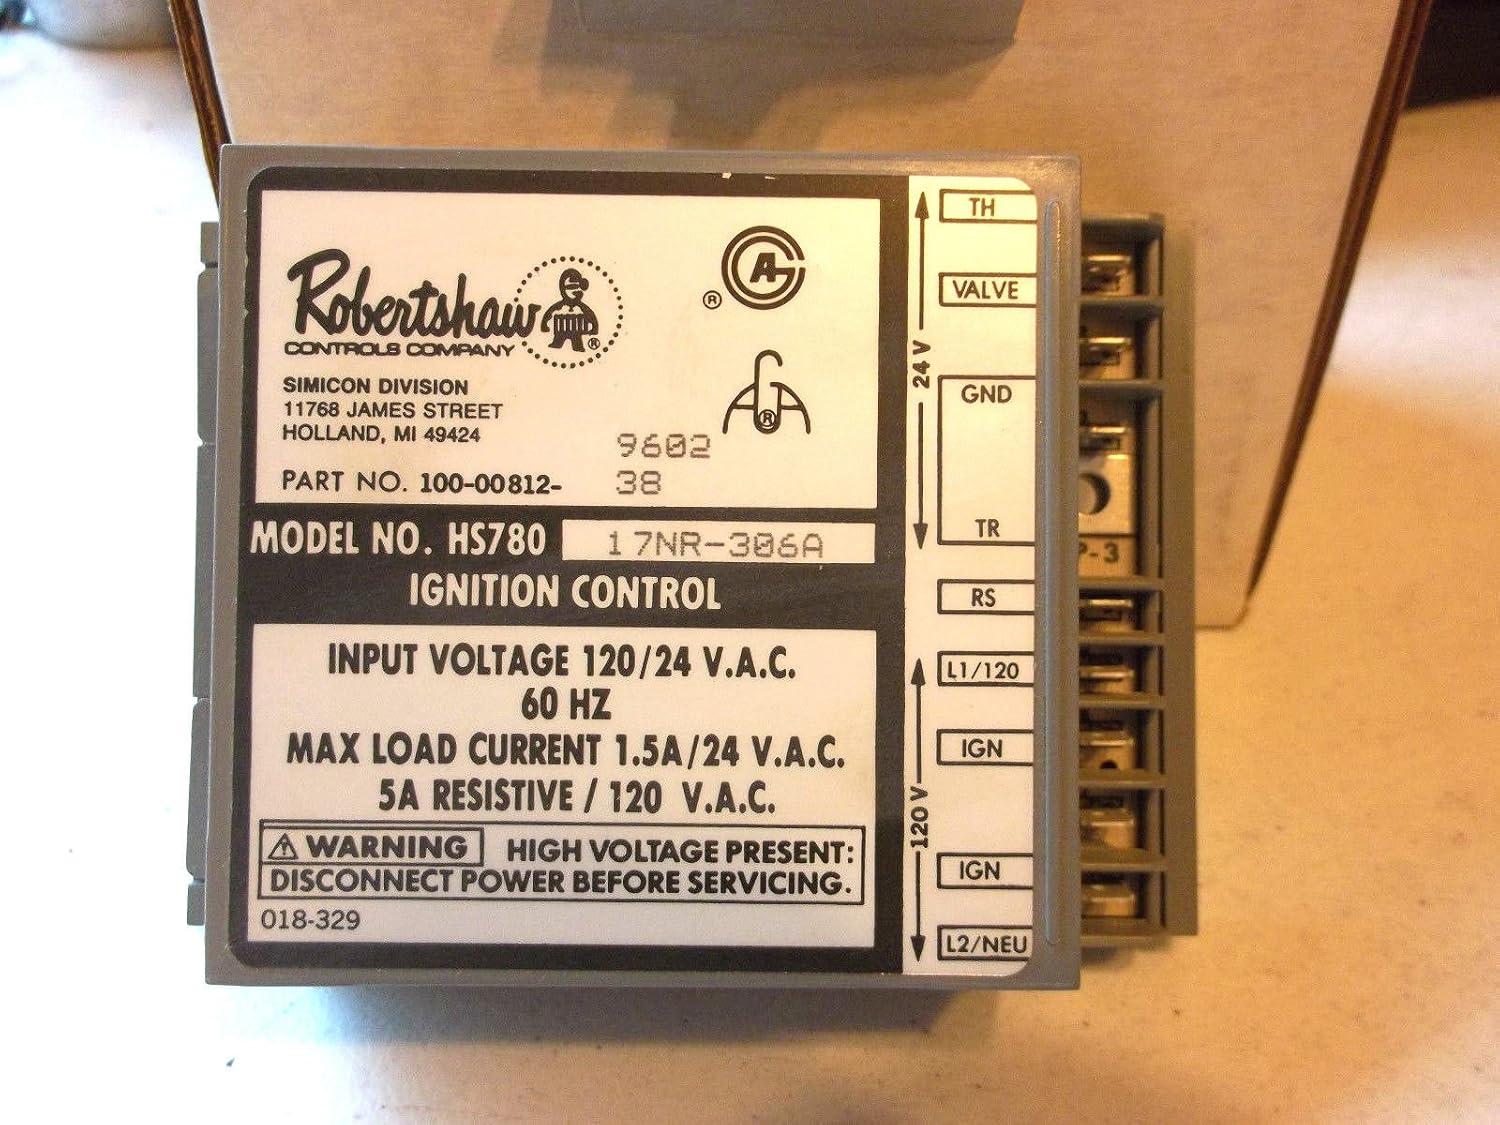 Robertshaw ®
CONTROLS COMPANY
SIMICON DIVISION
11768 JAMES STREET
HOLLAND, MI 49424
PART NO. 100-00812-
9602
38
®
®
MODEL NO. HS780 17NR-306A
IGNITION CONTROL
INPUT VOLTAGE 120/24 V.A.C.
60 HZ
MAX LOAD CURRENT 1.5A/24 V.A.C.
5A RESISTIVE / 120 V.A.C.
WARNING HIGH VOLTAGE PRESENT:
DISCONNECT POWER BEFORE SERVICING.
018-329
24 V
TH
VALVE
GND
TR
RS
120 V
L1/120
IGN
IGN
L2/NEU
P-3